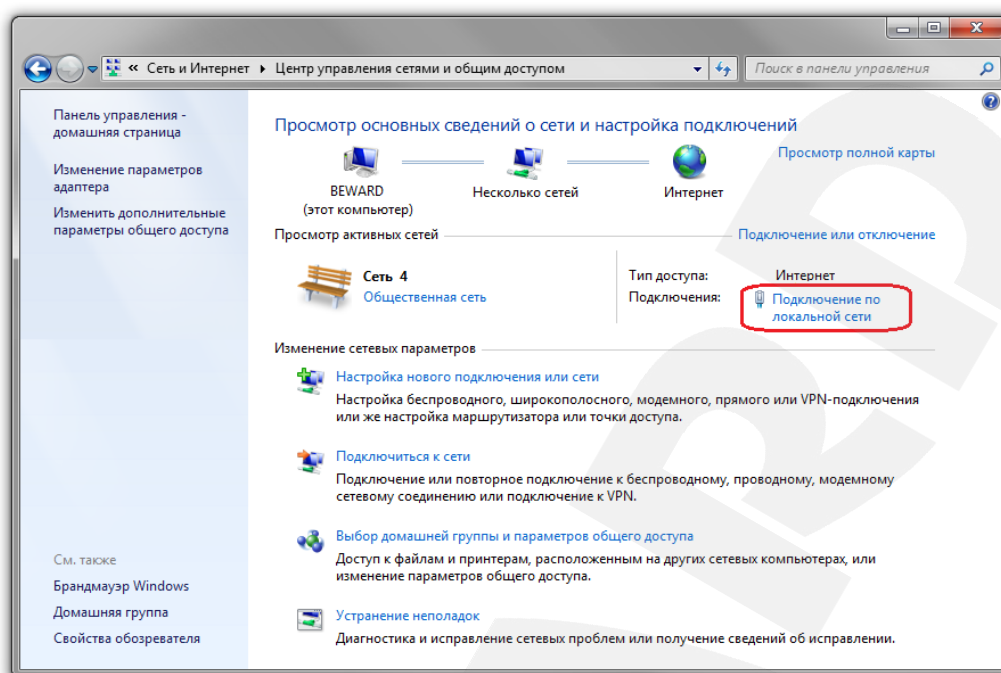 « Сеть и Интернет ▸ Центр управления сетями и общим доступом
Поиск в панели управления
Панель управления -
домашняя страница
Изменение параметров
адаптера
Изменить дополнительные
параметры общего доступа
См. также
Брандмауэр Windows
Домашняя группа
Свойства обозревателя
Просмотр основных сведений о сети и настройка подключений
Просмотр полной карты
BEWARD
(этот компьютер)
Несколько сетей
Интернет
Просмотр активных сетей
Подключение или отключение
Сеть 4
Общественная сеть
Тип доступа: Интернет
Подключения: Подключение по
локальной сети
Изменение сетевых параметров
Настройка нового подключения или сети
Настройка беспроводного, широкополосного, модемного, прямого или VPN-подключения
или же настройка маршрутизатора или точки доступа.
Подключиться к сети
Подключение или повторное подключение к беспроводному, проводному, модемному
сетевому соединению или подключение к VPN.
Выбор домашней группы и параметров общего доступа
Доступ к файлам и принтерам, расположенным на других сетевых компьютерах, или
изменение параметров общего доступа.
Устранение неполадок
Диагностика и исправление сетевых проблем или получение сведений об исправлении.